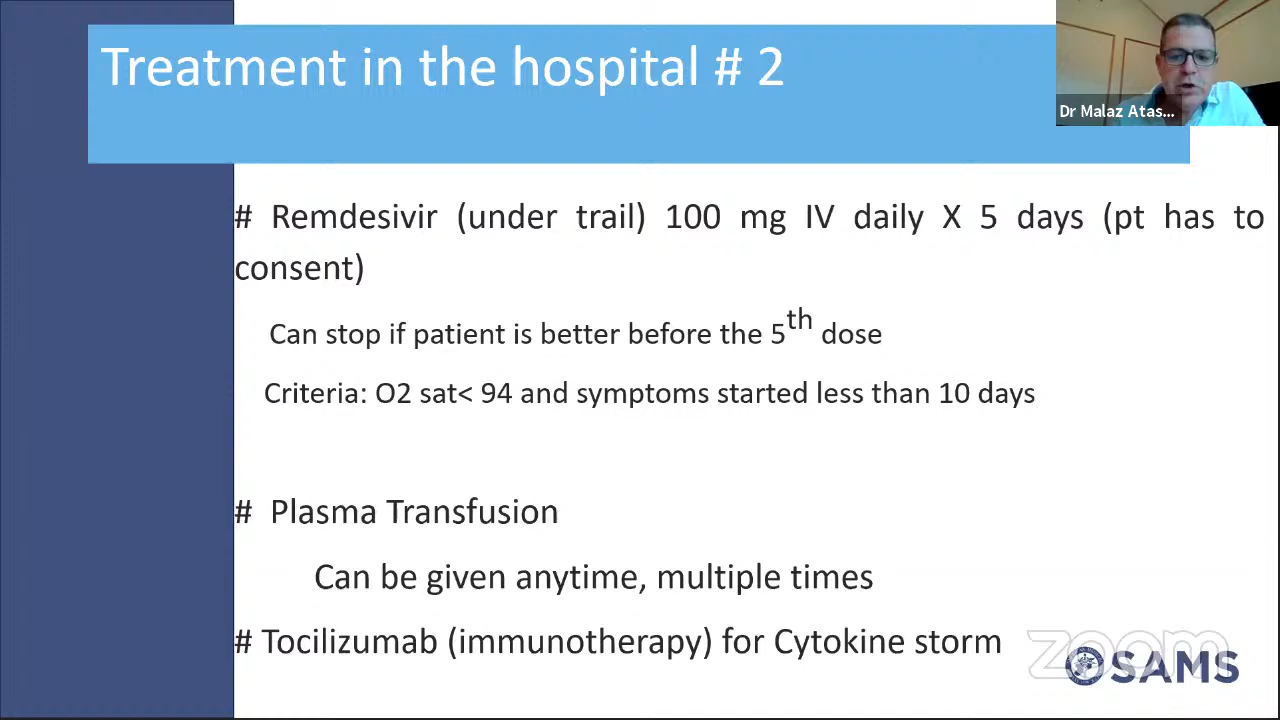 Treatment in the hospital # 2
Dr Malaz Atas...
# Remdesivir (under trail) 100 mg IV daily X 5 days (pt has to
consent)
Can stop if patient is better before the 5th dose
Criteria: O2 sat< 94 and symptoms started less than 10 days
# Plasma Transfusion
Can be given anytime, multiple times
# Tocilizumab (immunotherapy) for Cytokine storm
zoom
SAMS